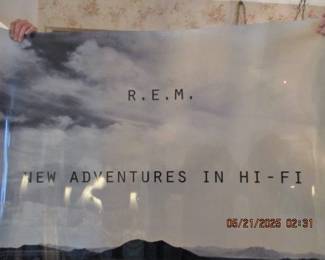 R.E.M.
NEW ADVENTURES IN HI-FI
05/21/2025 02:31